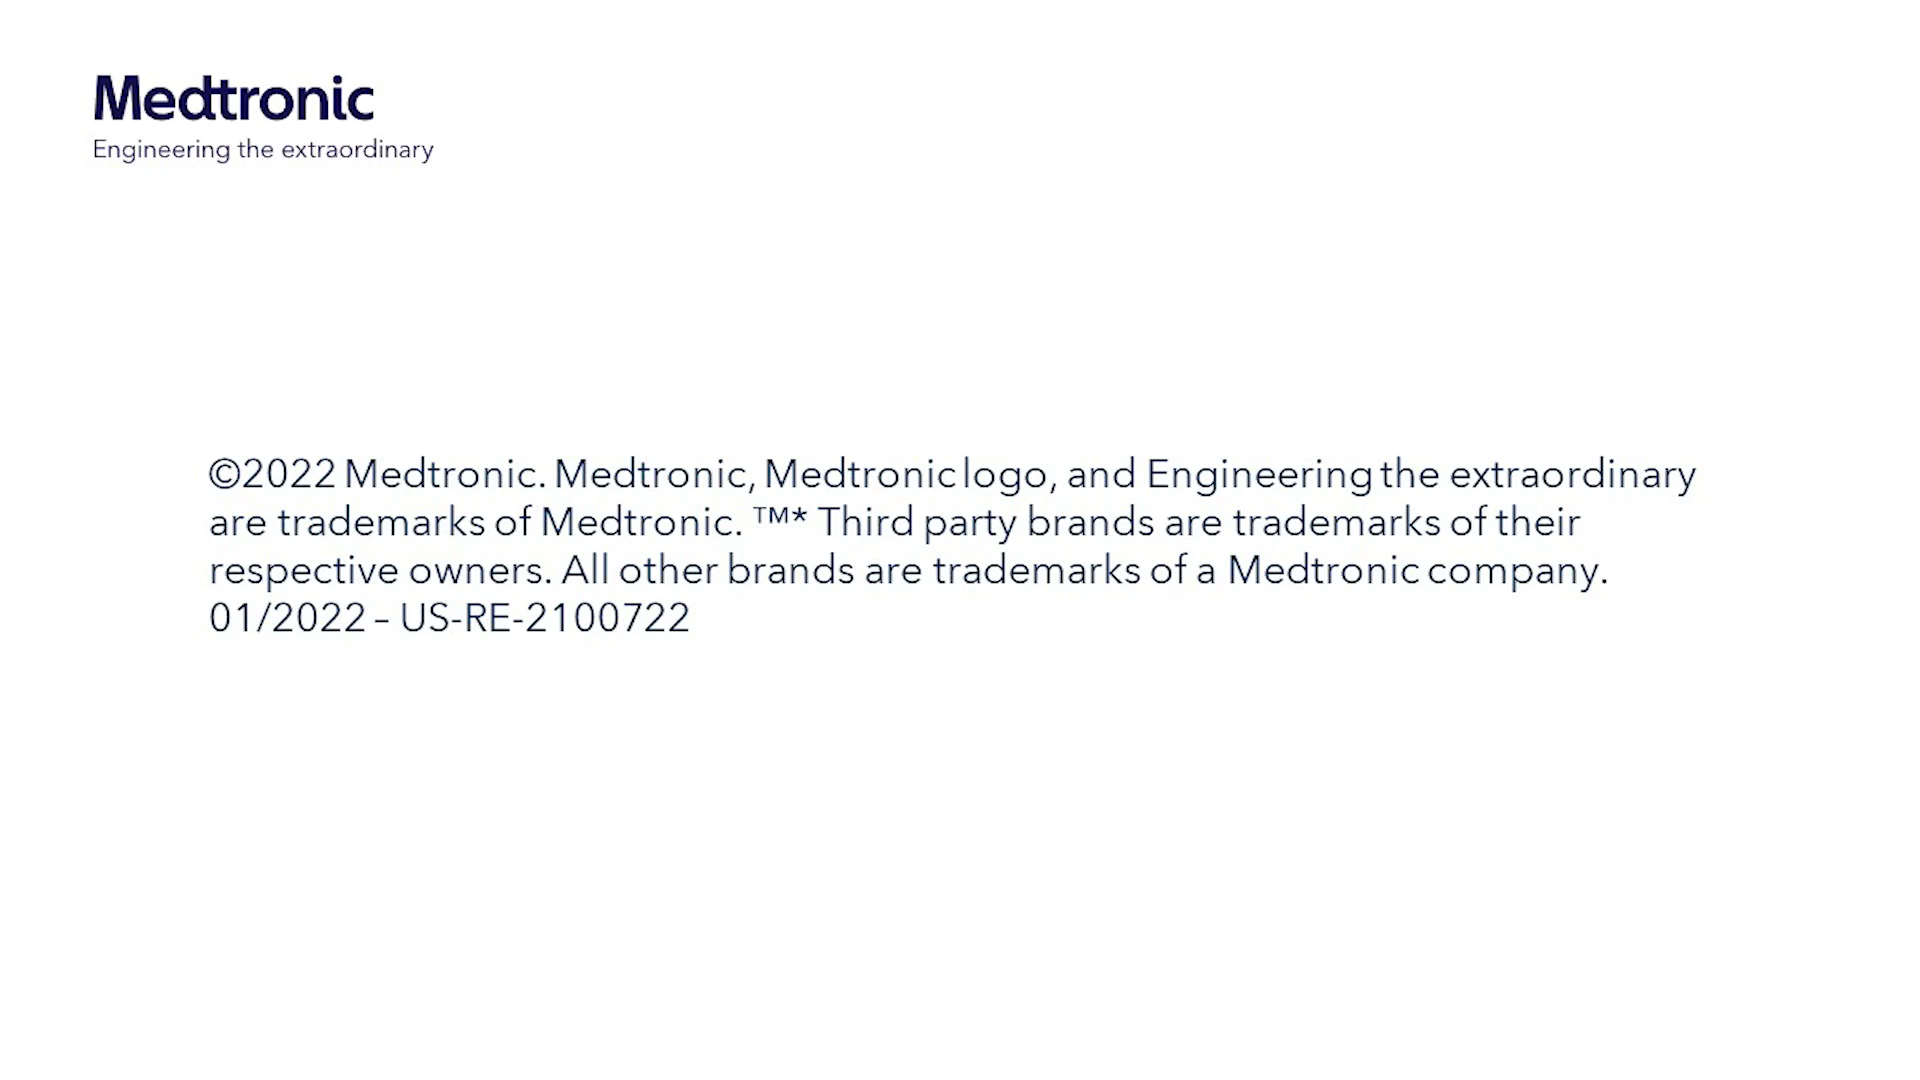 Medtronic
Engineering the extraordinary
©2022 Medtronic. Medtronic, Medtronic logo, and Engineering the extraordinary
are trademarks of Medtronic. ™* Third party brands are trademarks of their
respective owners. All other brands are trademarks of a Medtronic company.
01/2022 – US-RE-2100722